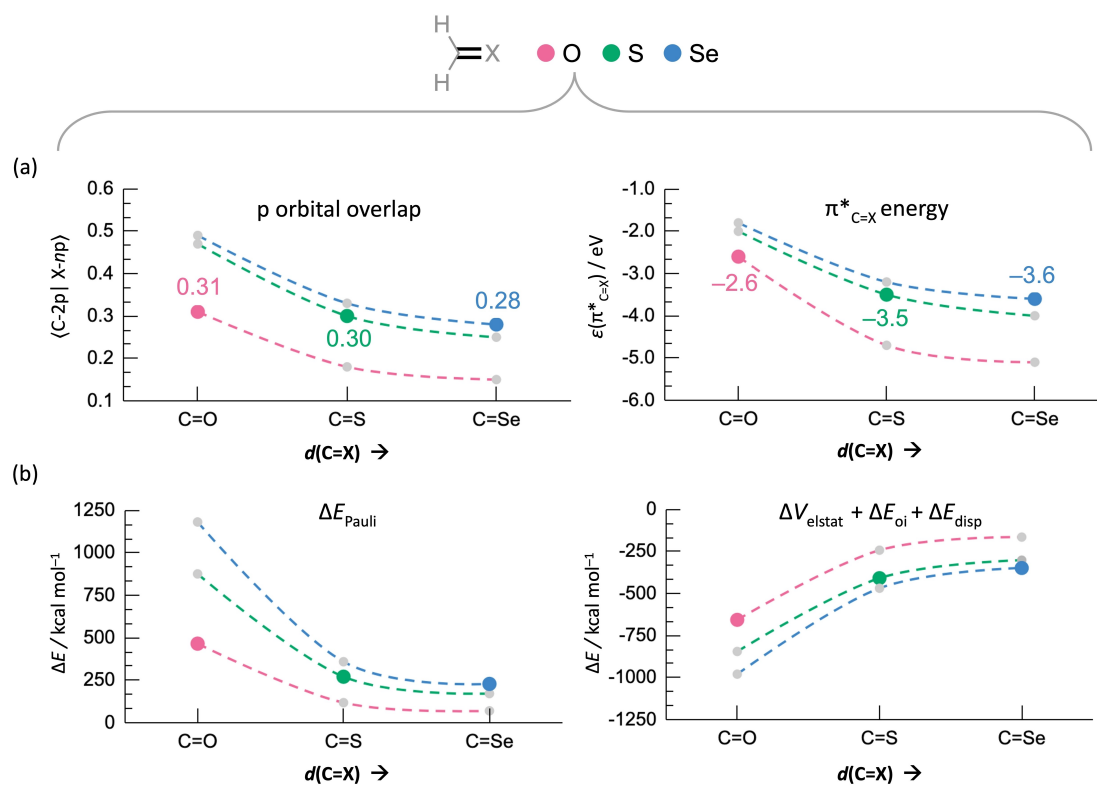 H
X
H
O S Se
(a)
p orbital overlap
⟨C-2p | X-np⟩
0.6
0.5
0.4
0.3
0.2
0.1
0.31
0.30
0.28
C=O C=S C=Se
d(C=X) →
π*C=X energy
ε(π*C=X) / eV
-1.0
-2.0
-3.0
-4.0
-5.0
-6.0
–2.6
–3.5
–3.6
C=O C=S C=Se
d(C=X) →
(b)
ΔEPauli
ΔE / kcal mol–1
1250
1000
750
500
250
0
C=O C=S C=Se
d(C=X) →
ΔVelstat + ΔEoi + ΔEdisp
ΔE / kcal mol–1
0
-250
-500
-750
-1000
-1250
C=O C=S C=Se
d(C=X) →